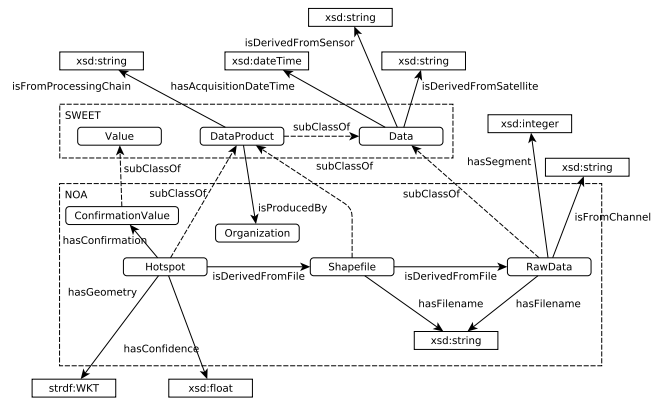 xsd:string
isDerivedFromSensor
xsd:string
xsd:dateTime
xsd:string
isFromProcessingChain
hasAcquisitionDateTime
isDerivedFromSatellite
SWEET
subClassOf
xsd:integer
Value
DataProduct
Data
subClassOf
subClassOf
hasSegment
xsd:string
NOA
subClassOf
subClassOf
ConfirmationValue
isProducedBy
isFromChannel
Organization
hasConfirmation
Hotspot
isDerivedFromFile
Shapefile
isDerivedFromFile
RawData
hasGeometry
hasFilename
hasFilename
xsd:string
hasConfidence
strdf:WKT
xsd:float